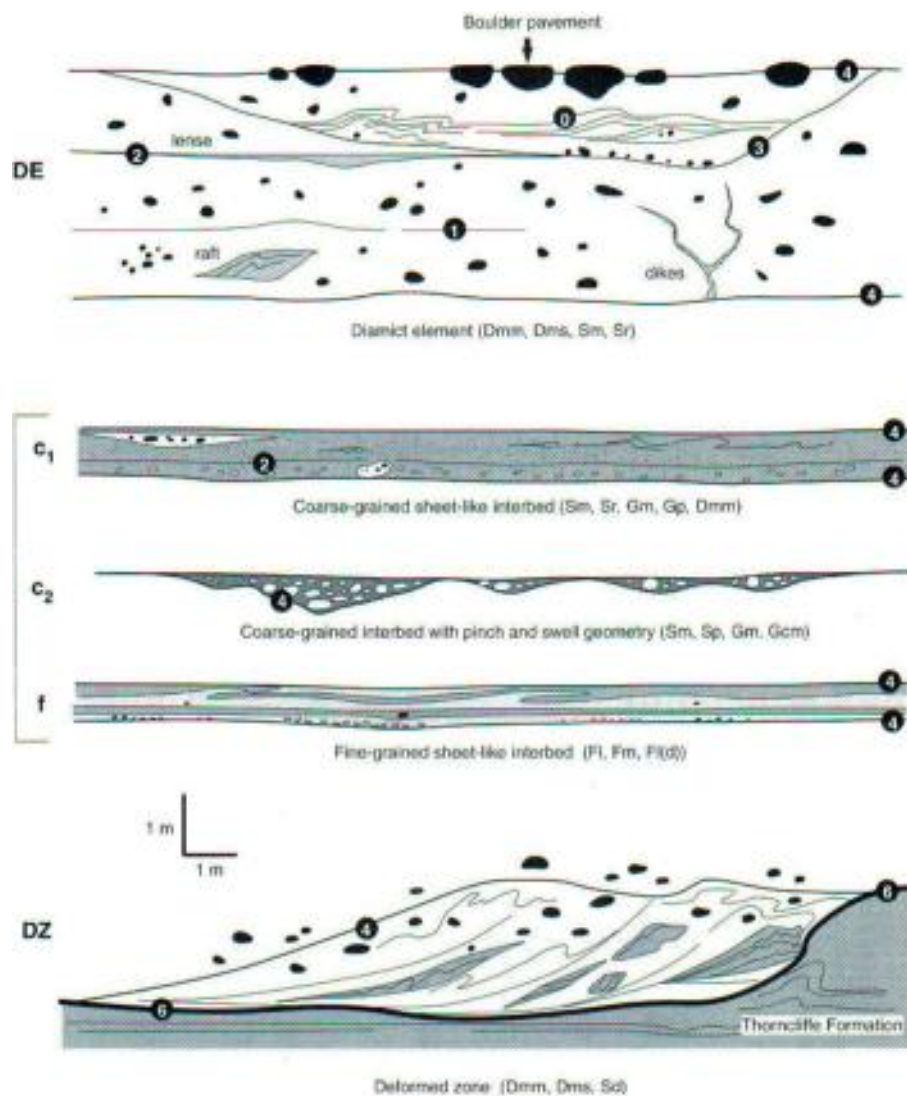 Boulder pavement
4
0
lense
3
2
DE
1
raft
dikes
4
Diamict element (Dmm, Dms, Sm, Sr)
4
c1
2
4
Coarse-grained sheet-like interbed (Sm, Sr, Gm, Gp, Dmm)
c2
4
Coarse-grained interbed with pinch and swell geometry (Sm, Sp, Gm, Gcm)
4
f
4
Fine-grained sheet-like interbed (Fl, Fm, Fl(d))
1 m
1 m
6
DZ
4
6
Thorncliffe Formation
Deformed zone (Dmm, Dms, Sd)